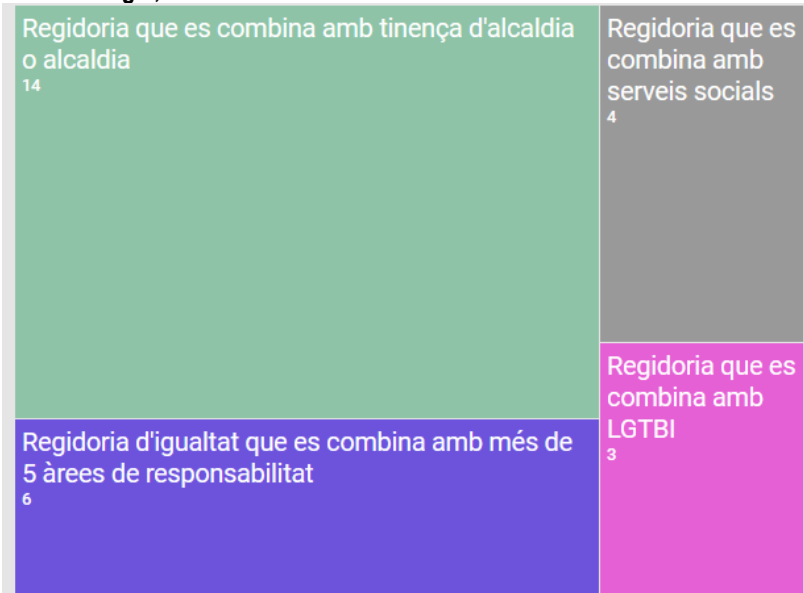 Regidoria que es combina amb tinença d'alcaldia
o alcaldia
14
Regidoria que es
combina amb
serveis socials
4
Regidoria d'igualtat que es combina amb més de
5 àrees de responsabilitat
6
Regidoria que es
combina amb
LGTBI
3